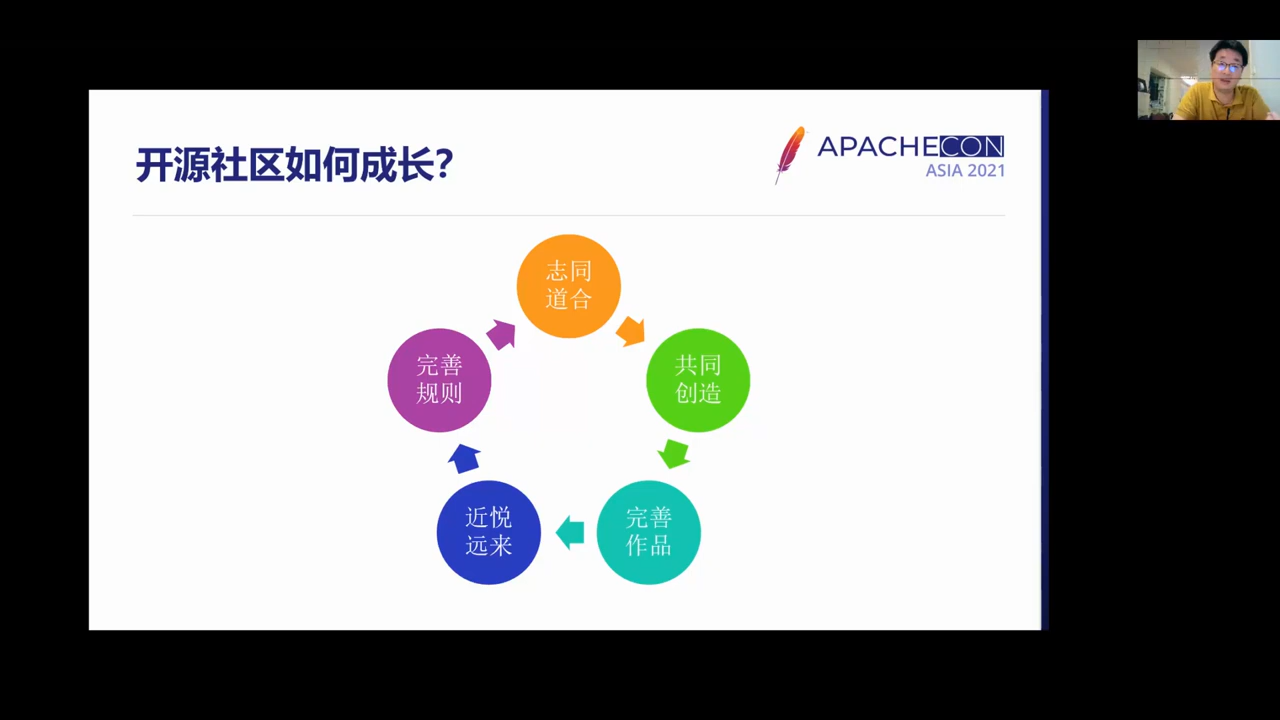 开源社区如何成长?
APACHECON
ASIA 2021
志同
道合
共同
创造
完善
作品
近悦
远来
完善
规则